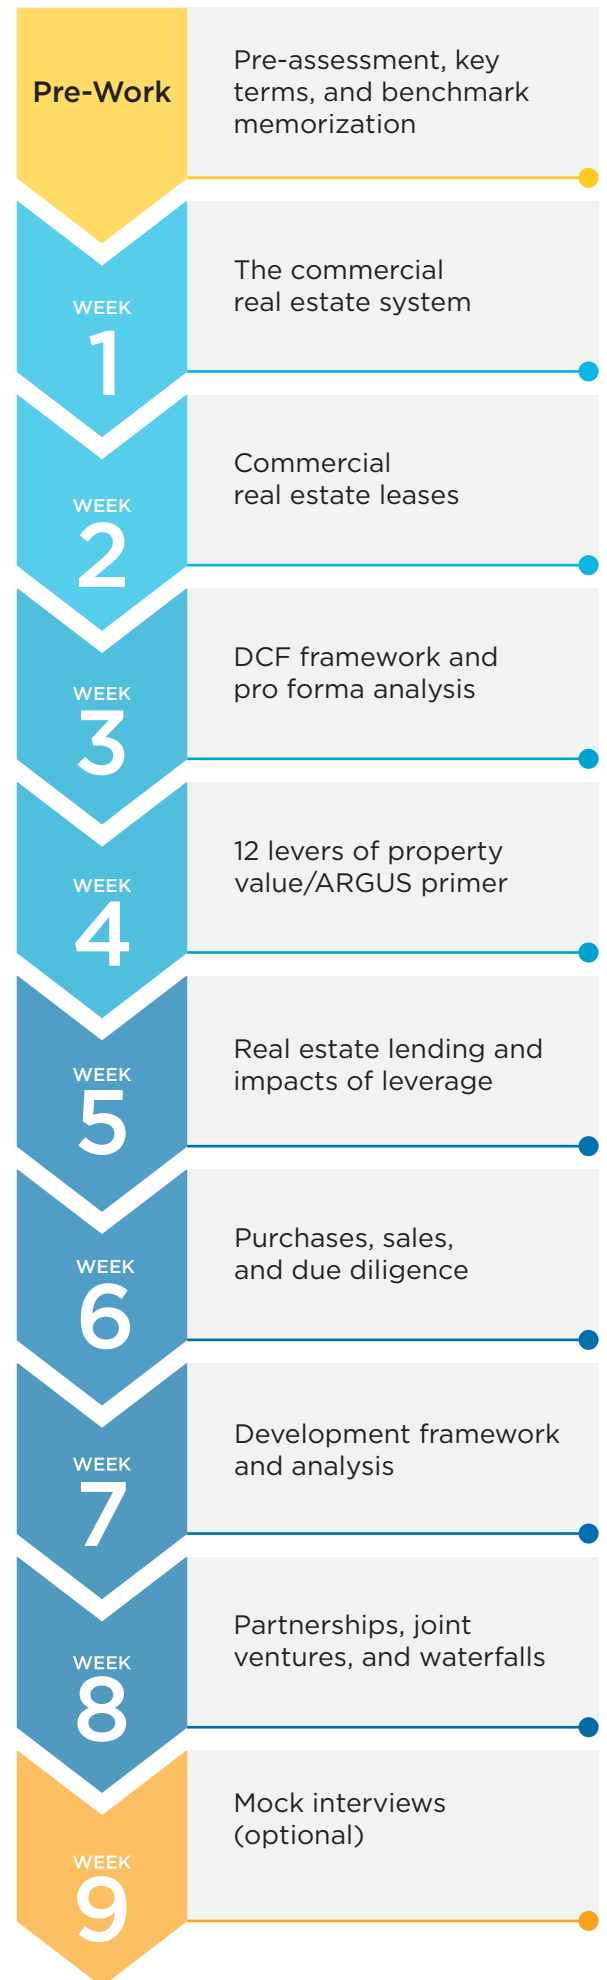 Pre-Work
Pre-assessment, key
terms, and benchmark
memorization
WEEK
1
The commercial
real estate system
WEEK
2
Commercial
real estate leases
WEEK
3
DCF framework and
pro forma analysis
WEEK
4
12 levers of property
value/ARGUS primer
WEEK
5
Real estate lending and
impacts of leverage
WEEK
6
Purchases, sales,
and due diligence
WEEK
7
Development framework
and analysis
WEEK
8
Partnerships, joint
ventures, and waterfalls
WEEK
9
Mock interviews
(optional)